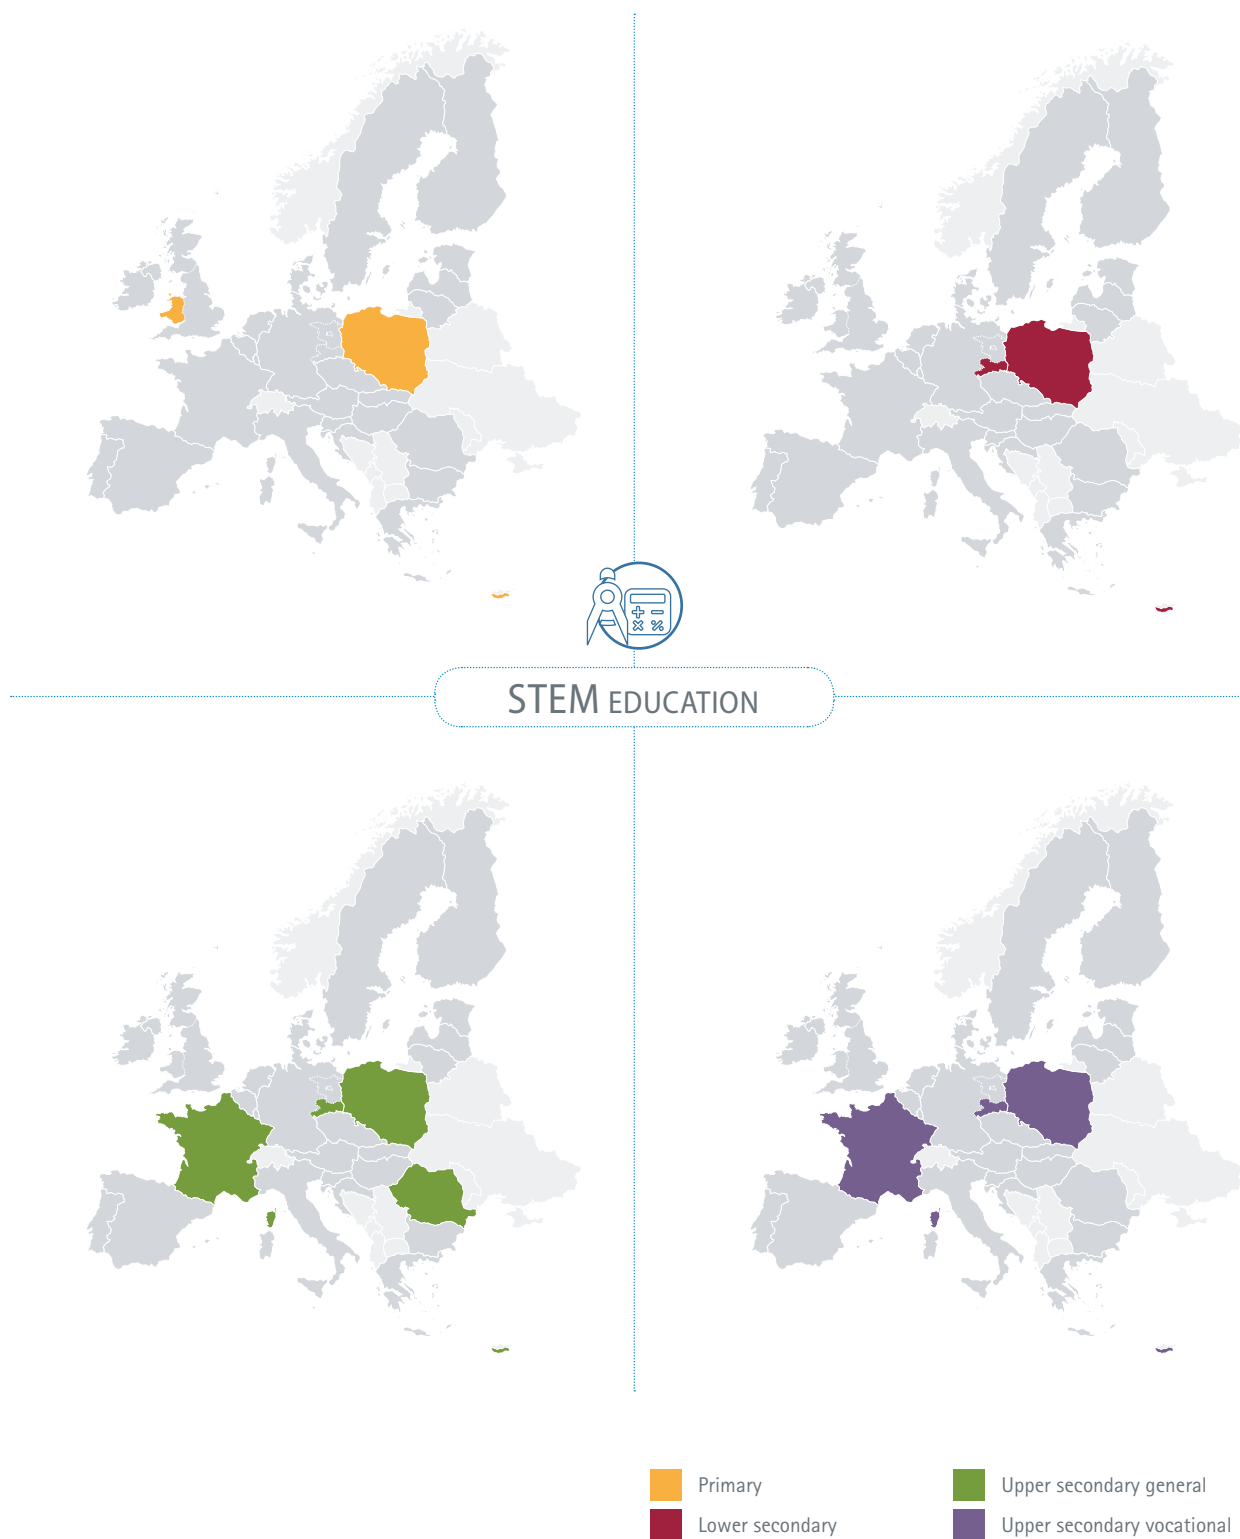 STEM EDUCATION
Primary
Lower secondary
Upper secondary general
Upper secondary vocational